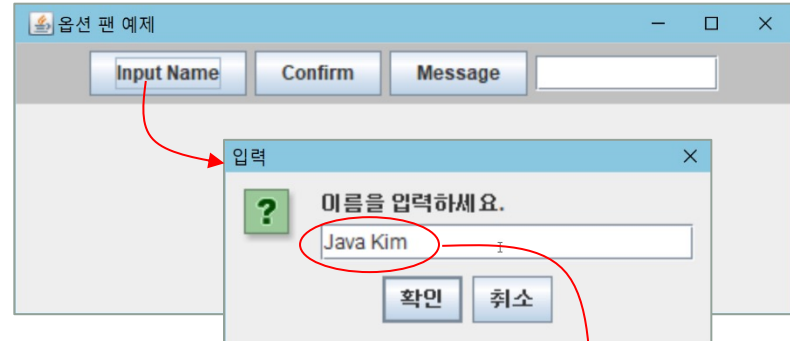 옵션 팬 예제
Input Name Confirm Message
입력
이름을 입력하세요.
Java Kim
확인 취소